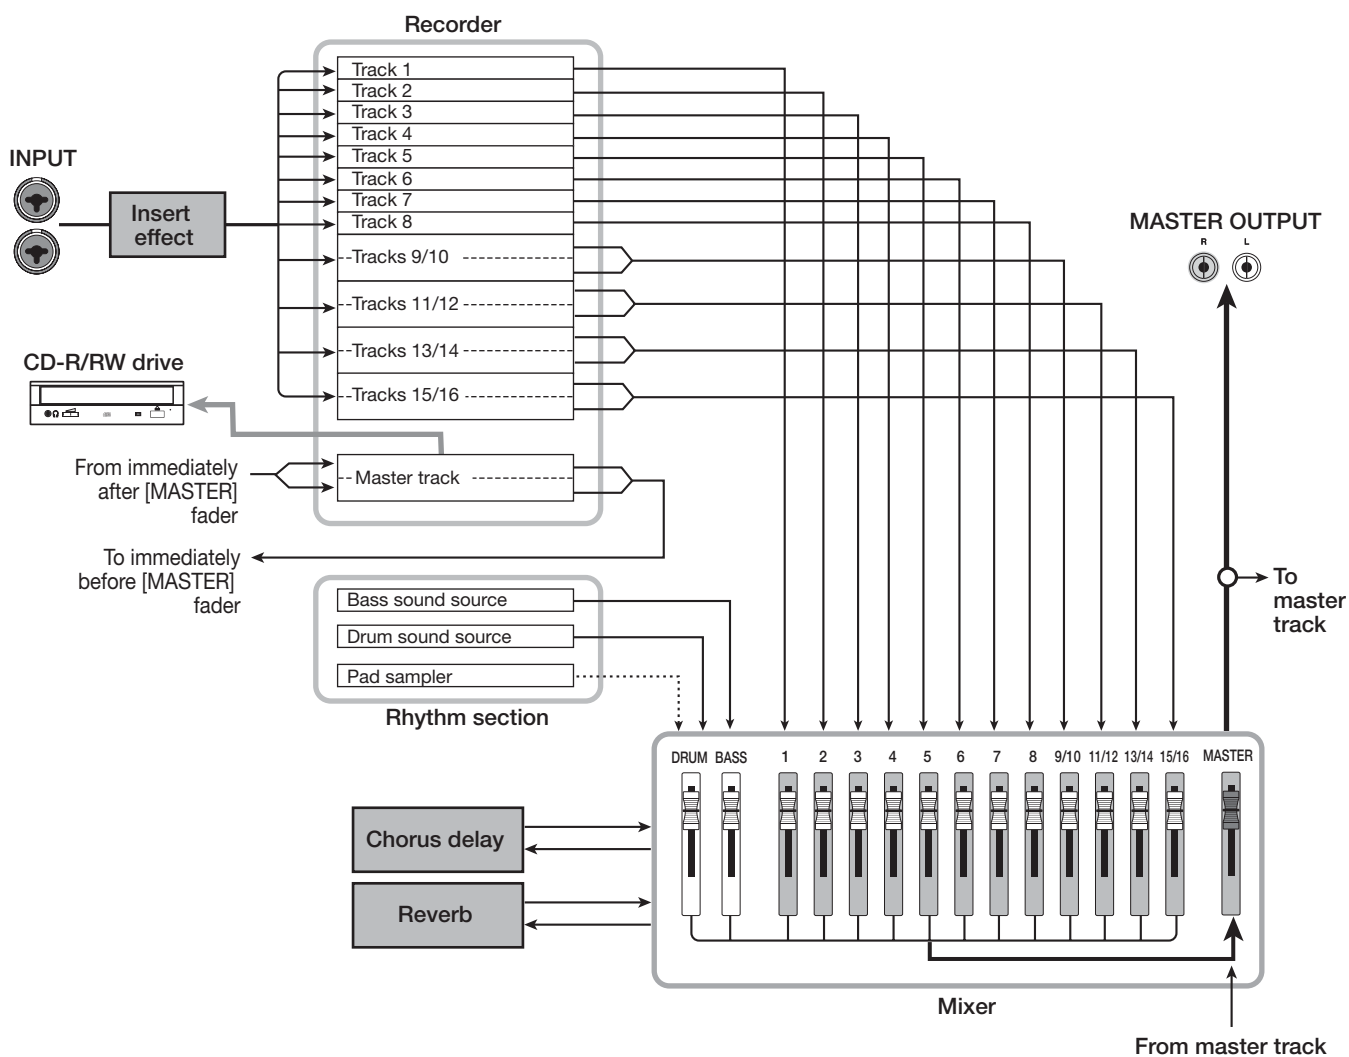 Recorder
Track 1
Track 2
Track 3
Track 4
Track 5
Track 6
Track 7
Track 8
Tracks 9/10
Tracks 11/12
Tracks 13/14
Tracks 15/16
Master track
INPUT
Insert
effect
CD-R/RW drive
From immediately
after [MASTER]
fader
To immediately
before [MASTER]
fader
MASTER OUTPUT
R L
To
master
track
Bass sound source
Drum sound source
Pad sampler
Rhythm section
DRUM BASS 1 2 3 4 5 6 7 8 9/10 11/12 13/14 15/16 MASTER
Chorus delay
Reverb
Mixer
From master track